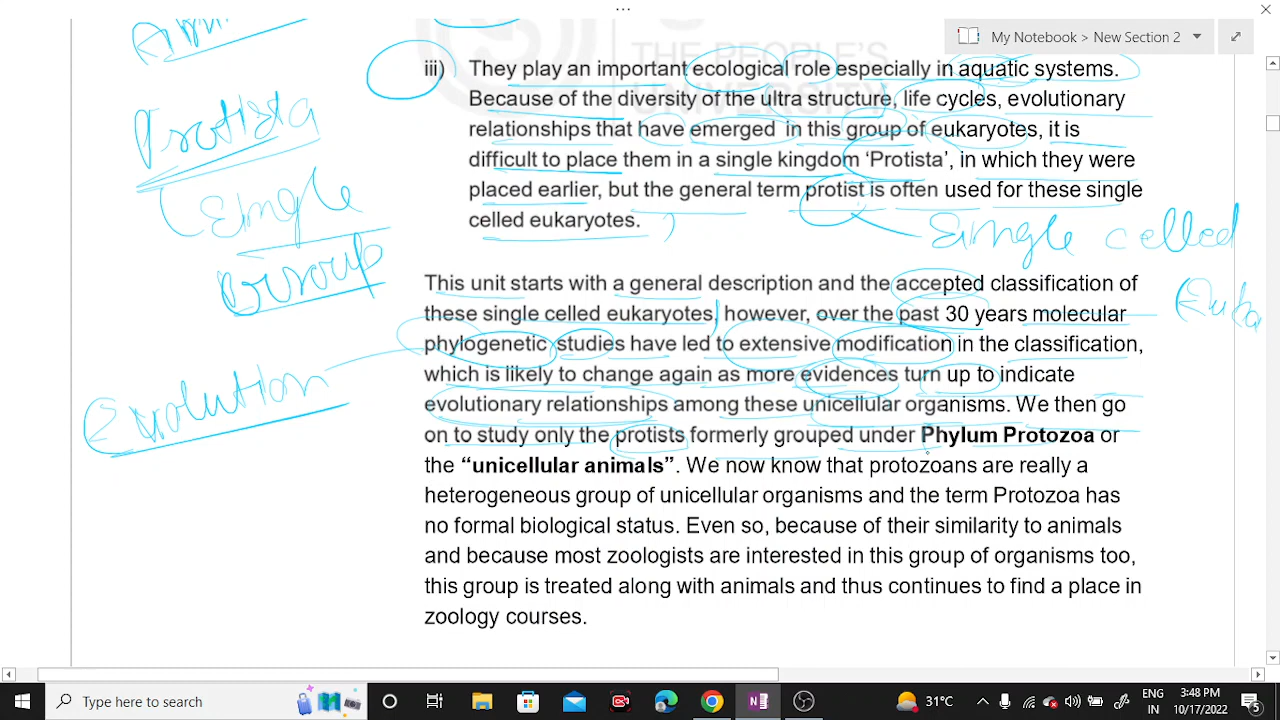 ...
My Notebook > New Section 2
THE PEOPLE'S
UNIVERSITY
iii) They play an important ecological role especially in aquatic systems.
Because of the diversity of the ultra structure, life cycles, evolutionary
relationships that have emerged in this group of eukaryotes, it is
difficult to place them in a single kingdom 'Protista', in which they were
placed earlier, but the general term protist is often used for these single
celled eukaryotes.
Protista
Single
Group
Single celled
This unit starts with a general description and the accepted classification of
these single celled eukaryotes, however, over the past 30 years molecular
phylogenetic studies have led to extensive modification in the classification,
which is likely to change again as more evidences turn up to indicate
evolutionary relationships among these unicellular organisms. We then go
on to study only the protists formerly grouped under Phylum Protozoa or
the “unicellular animals”. We now know that protozoans are really a
heterogeneous group of unicellular organisms and the term Protozoa has
no formal biological status. Even so, because of their similarity to animals
and because most zoologists are interested in this group of organisms too,
this group is treated along with animals and thus continues to find a place in
zoology courses.
Evolution
Type here to search
31°C
ENG
IN
3:48 PM
10/17/2022
5